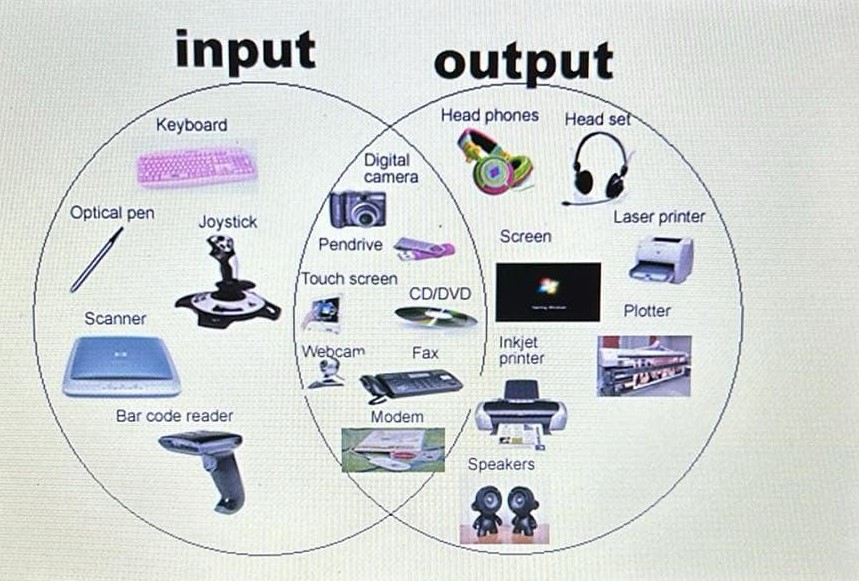 input
output
Keyboard
Head phones
Head set
Digital
camera
Optical pen
Joystick
Laser printer
Pendrive
Screen
Touch screen
CD/DVD
Scanner
Plotter
Webcam
Fax
Inkjet
printer
Bar code reader
Modem
Speakers